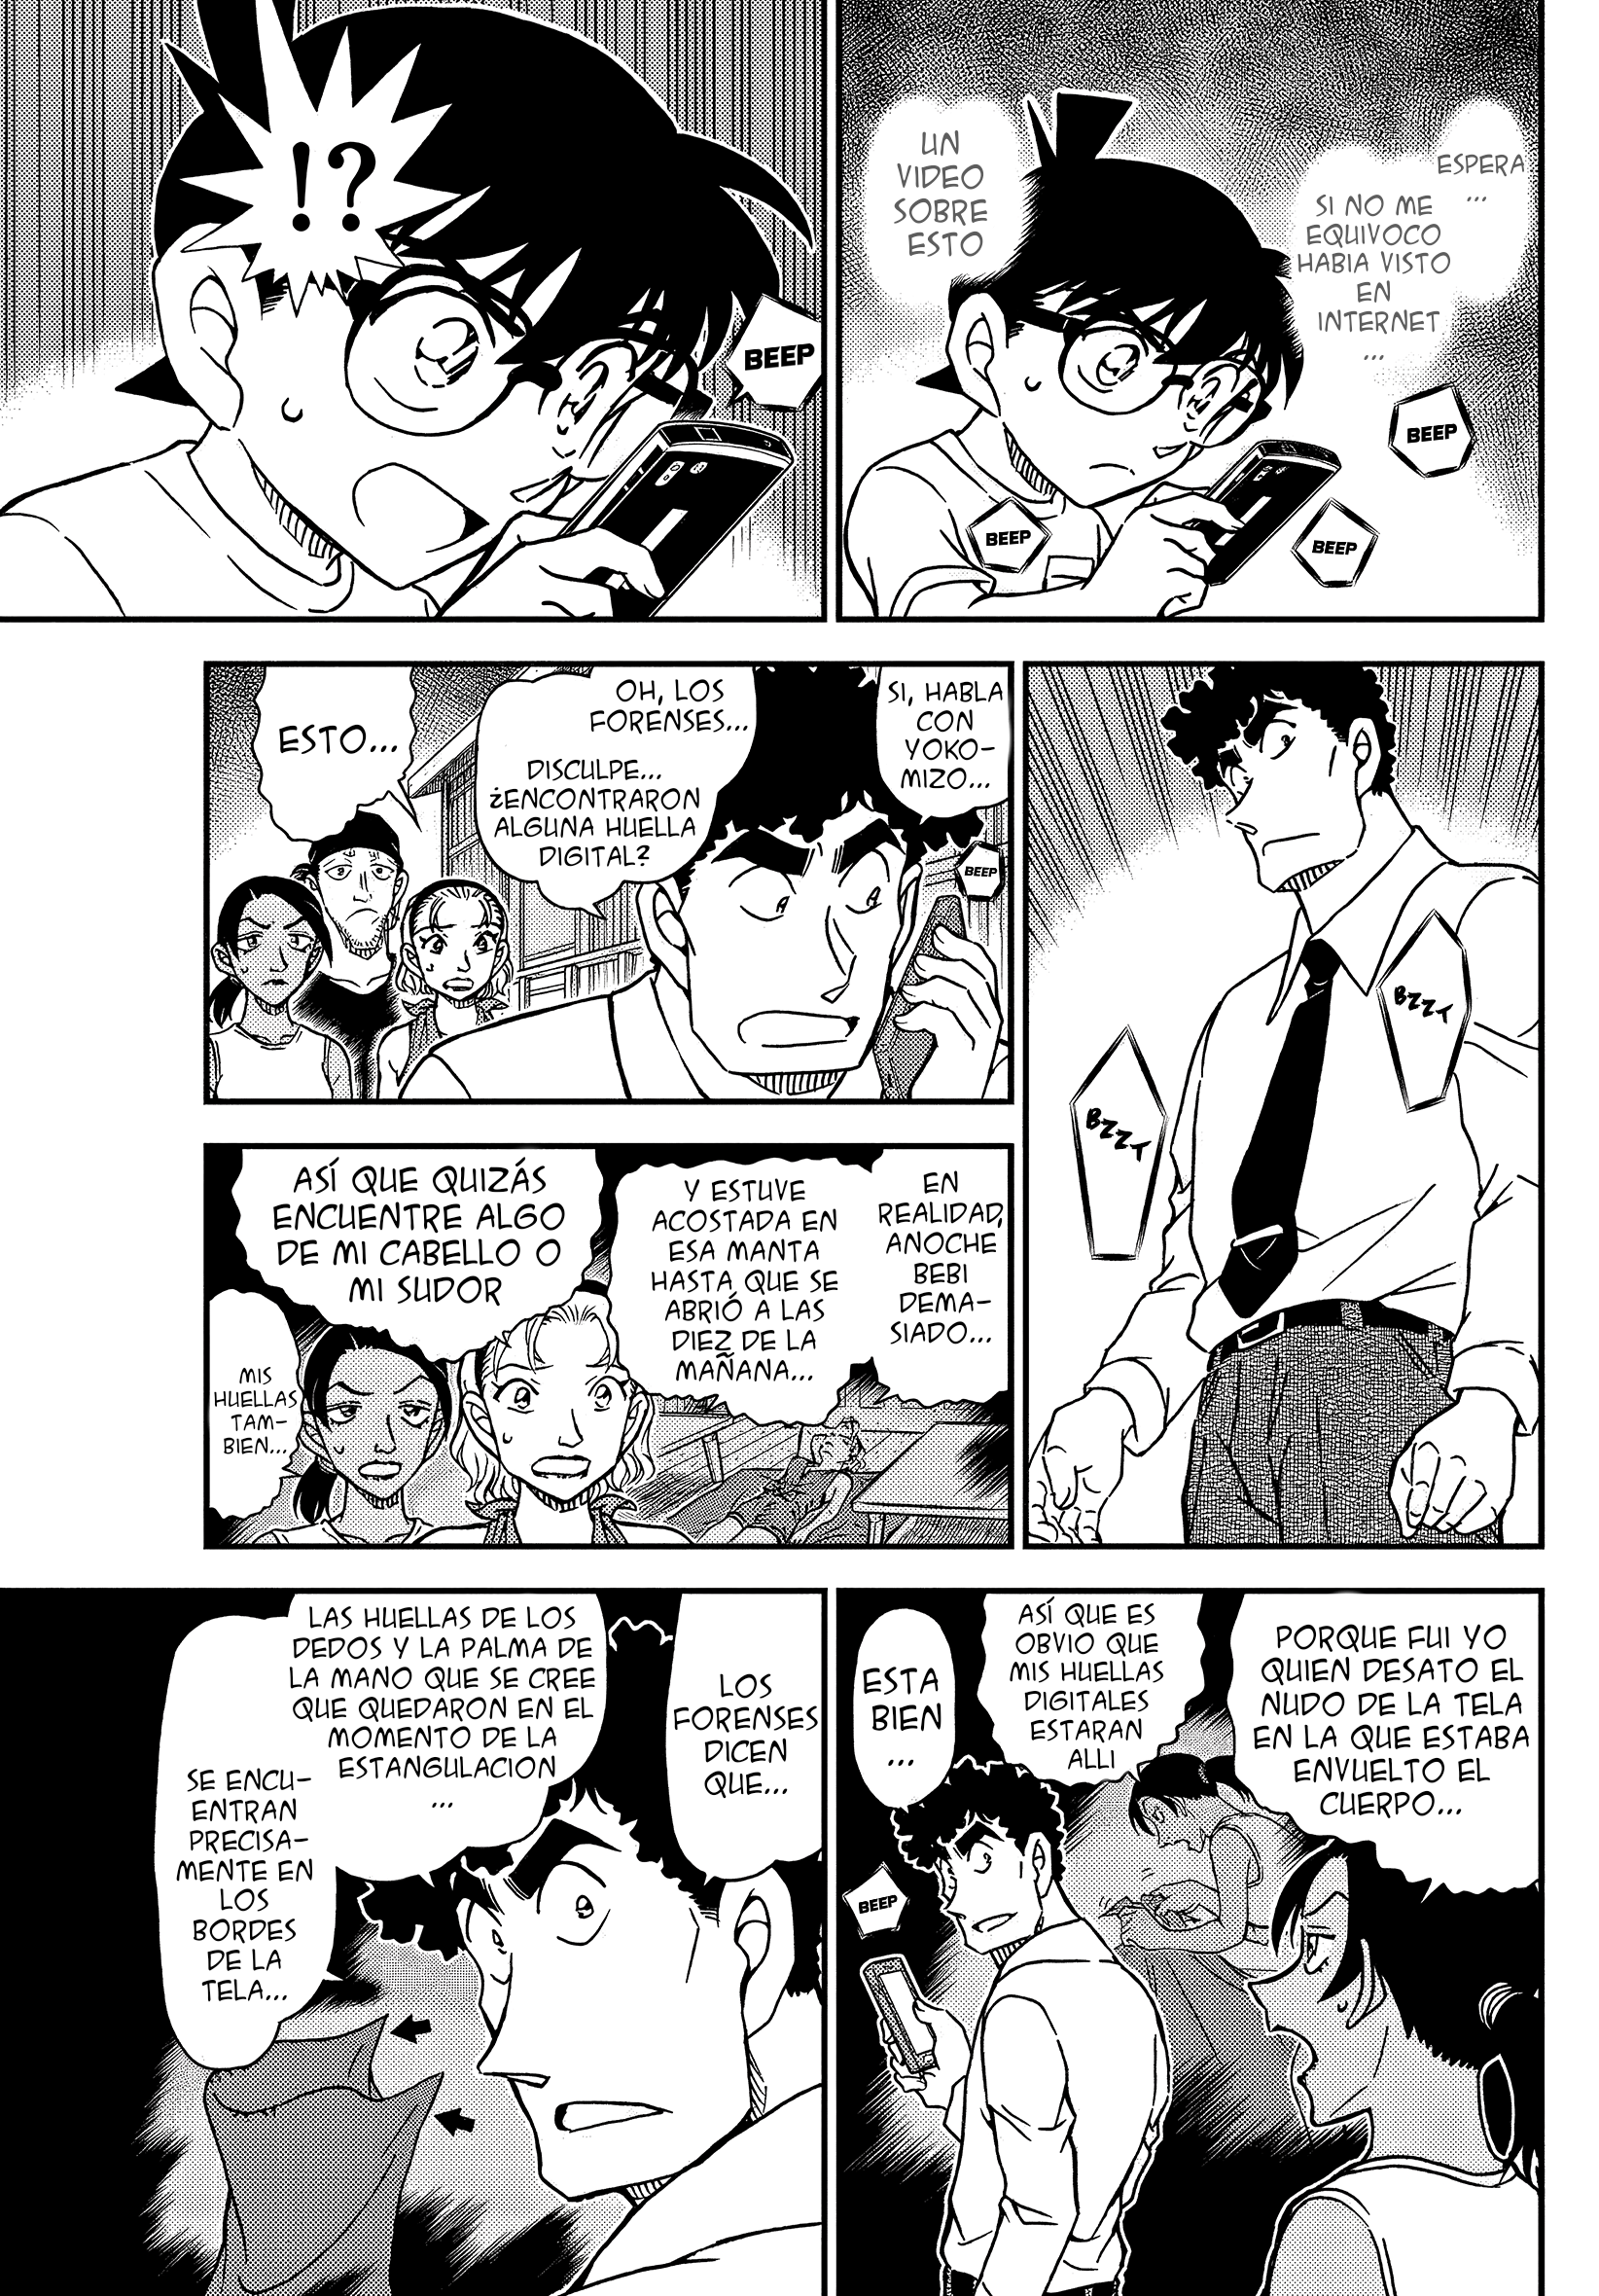 ESPERA
...
SI NO ME
EQUIVOCO
HABIA VISTO
EN
INTERNET
...
UN
VIDEO
SOBRE
ESTO
BEEP
BEEP
BEEP
!?
BEEP
BZZT
BZZT
SI, HABLA
CON
YOKO-
MIZO...
BEEP
OH, LOS
FORENSES...
DISCULPE...
¿ENCONTRARON
ALGUNA HUELLA
DIGITAL?
ESTO...
EN
REALIDAD,
ANOCHE
BEBI
DEMA-
SIADO...
Y ESTUVE
ACOSTADA EN
ESA MANTA
HASTA QUE SE
ABRIÓ A LAS
DIEZ DE LA
MAÑANA...
ASÍ QUE QUIZÁS
ENCUENTRE ALGO
DE MI CABELLO O
MI SUDOR
MIS
HUELLAS
TAM-
BIEN...
PORQUE FUI YO
QUIEN DESATO EL
NUDO DE LA TELA
EN LA QUE ESTABA
ENVUELTO EL
CUERPO...
ASÍ QUE ES
OBVIO QUE
MIS HUELLAS
DIGITALES
ESTARAN
ALLI
ESTA
BIEN
...
BEEP
LOS
FORENSES
DICEN
QUE...
LAS HUELLAS DE LOS
DEDOS Y LA PALMA DE
LA MANO QUE SE CREE
QUE QUEDARON EN EL
MOMENTO DE LA
ESTANGULACION
...
SE ENCU-
ENTRAN
PRECISA-
MENTE EN
LOS
BORDES
DE LA
TELA...